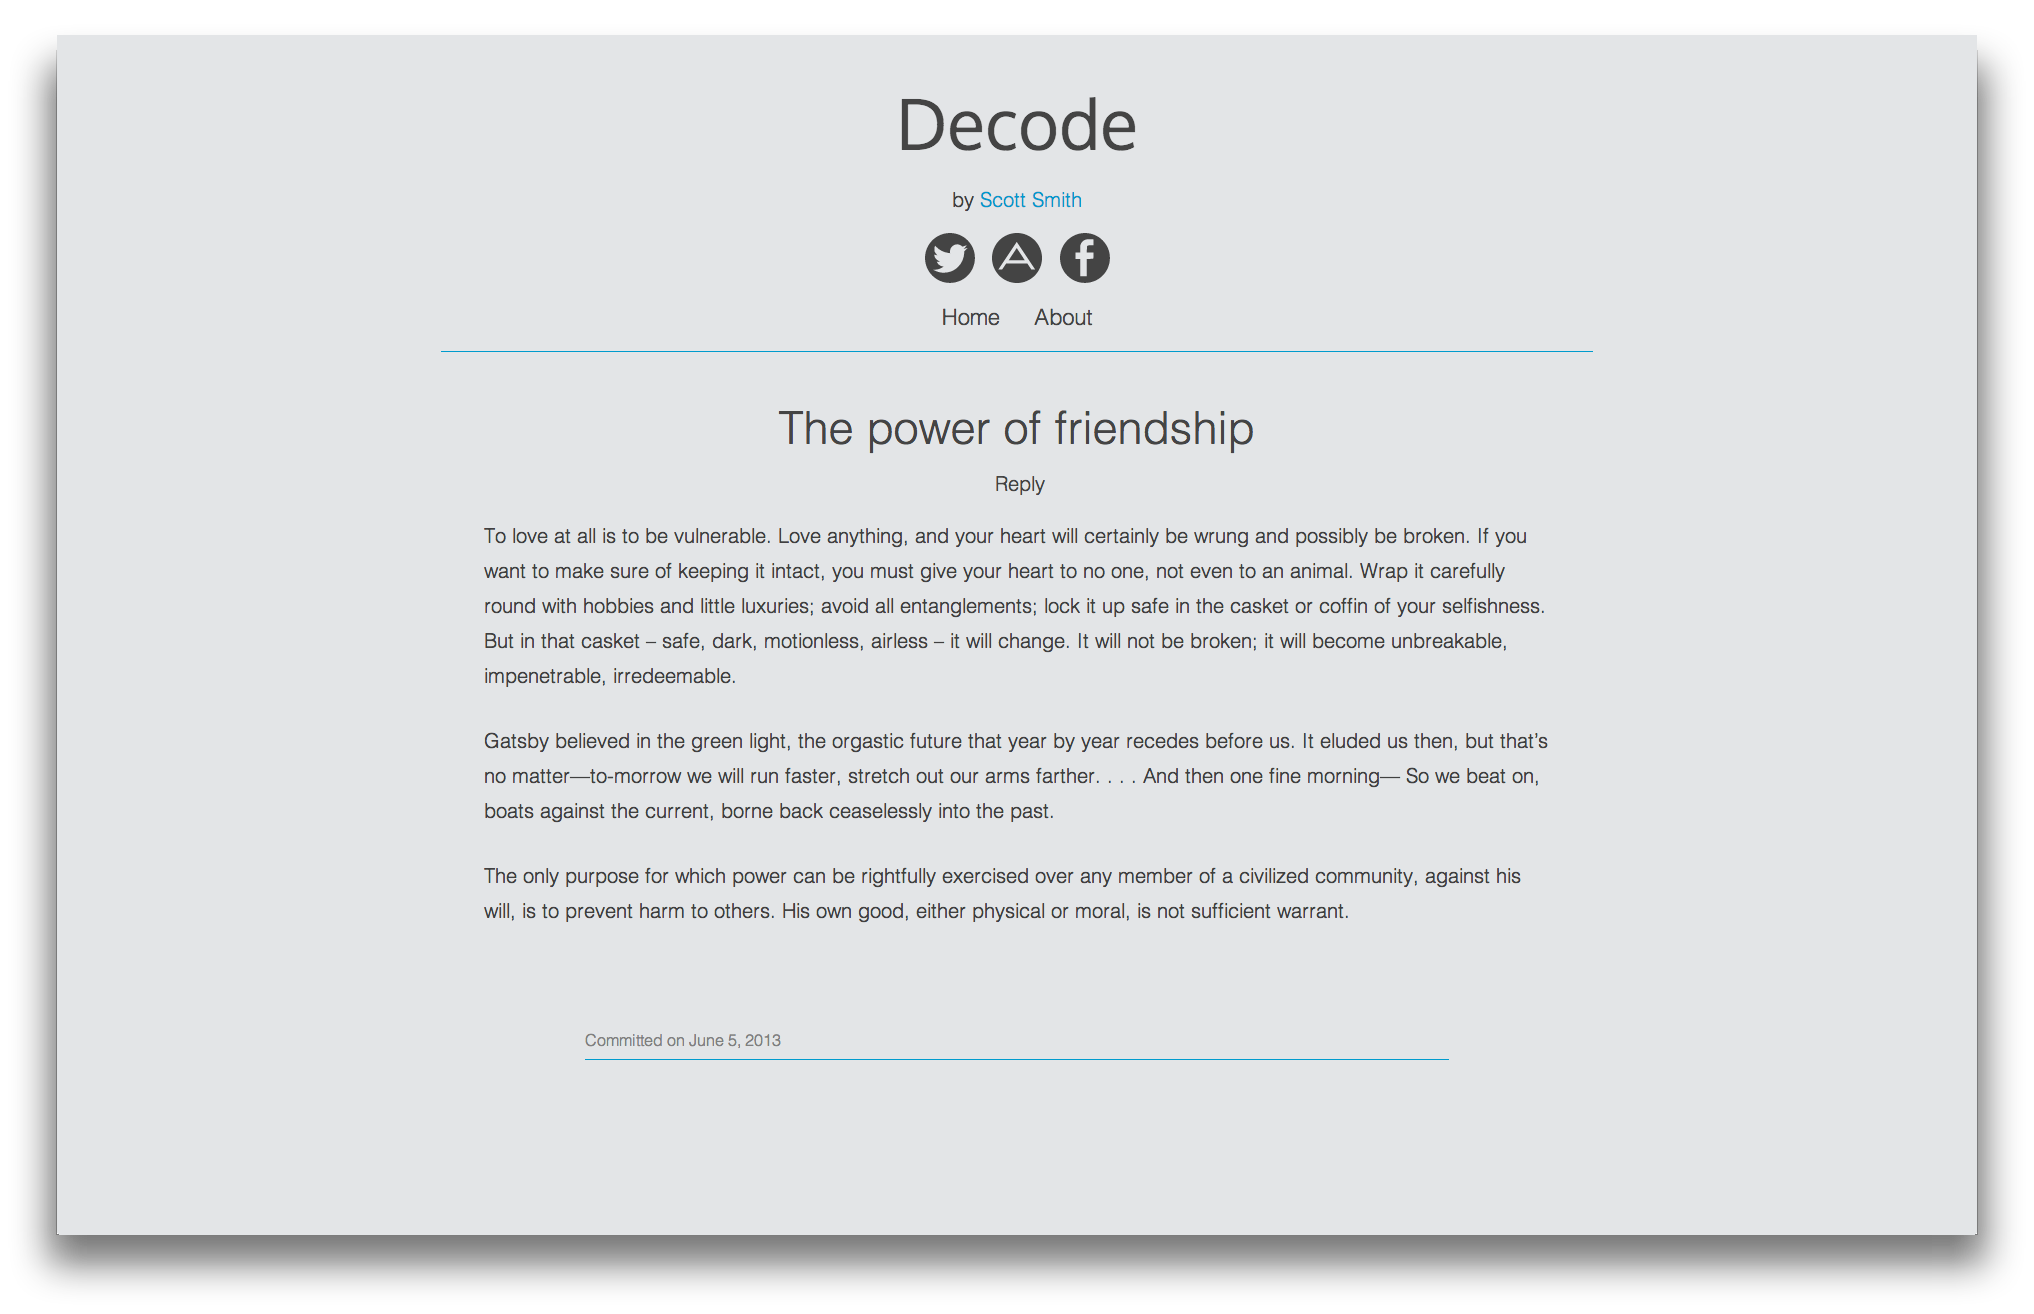 Decode
by Scott Smith
Home About
The power of friendship
Reply
To love at all is to be vulnerable. Love anything, and your heart will certainly be wrung and possibly be broken. If you
want to make sure of keeping it intact, you must give your heart to no one, not even to an animal. Wrap it carefully
round with hobbies and little luxuries; avoid all entanglements; lock it up safe in the casket or coffin of your selfishness.
But in that casket – safe, dark, motionless, airless – it will change. It will not be broken; it will become unbreakable,
impenetrable, irredeemable.
Gatsby believed in the green light, the orgastic future that year by year recedes before us. It eluded us then, but that’s
no matter—to-morrow we will run faster, stretch out our arms farther. . . . And then one fine morning— So we beat on,
boats against the current, borne back ceaselessly into the past.
The only purpose for which power can be rightfully exercised over any member of a civilized community, against his
will, is to prevent harm to others. His own good, either physical or moral, is not sufficient warrant.
Committed on June 5, 2013